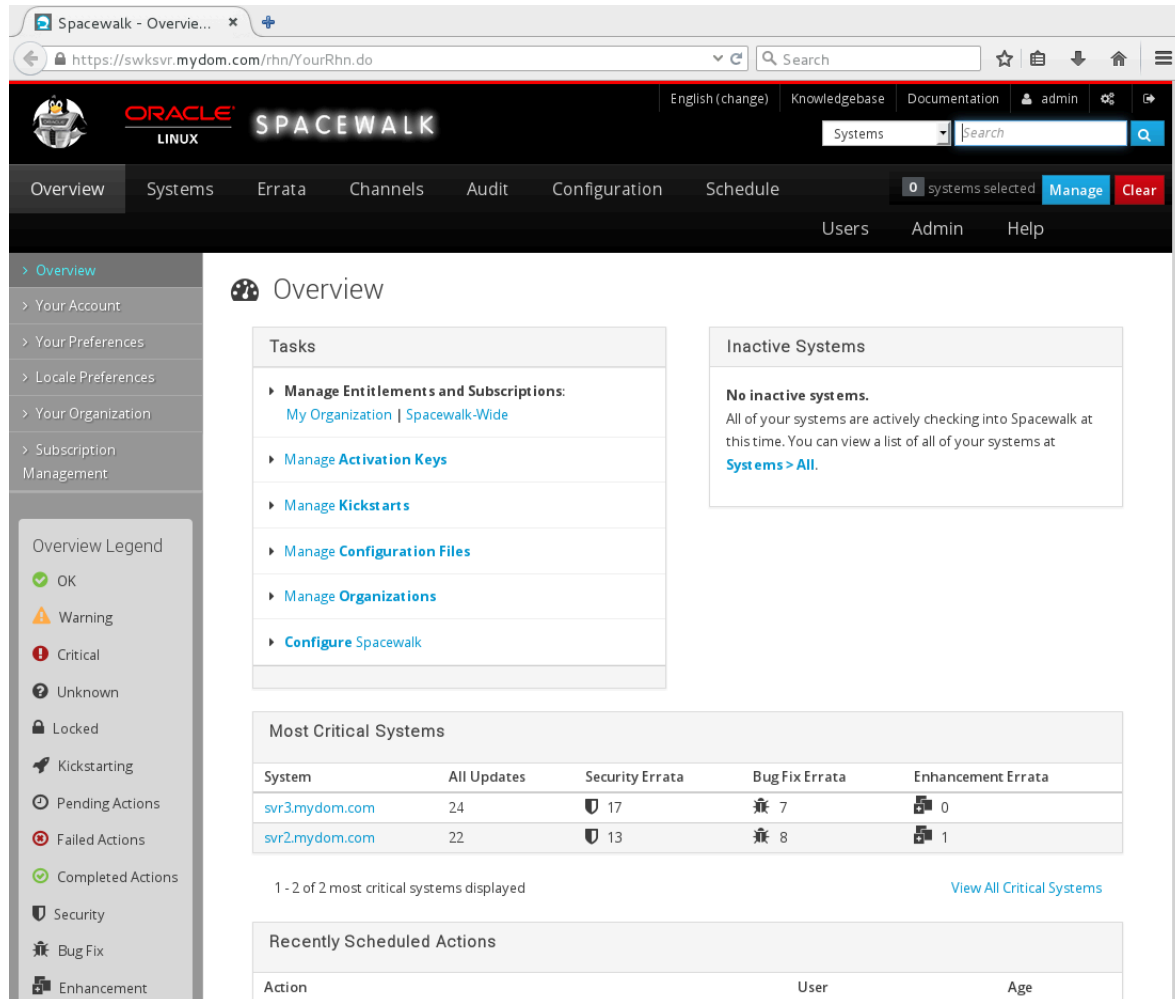 Spacewalk - Overvie...
https://swksvr.mydom.com/rhn/YourRhn.do
Search
ORACLE
LINUX
SPACEWALK
English (change) Knowledgebase Documentation admin
Systems Search
Overview Systems Errata Channels Audit Configuration Schedule
0 systems selected Manage Clear
Users Admin Help
> Overview
> Your Account
> Your Preferences
> Locale Preferences
> Your Organization
> Subscription
Management
Overview Legend
OK
Warning
Critical
Unknown
Locked
Kickstarting
Pending Actions
Failed Actions
Completed Actions
Security
Bug Fix
Enhancement
Overview
Tasks
Manage Entitlements and Subscriptions:
My Organization | Spacewalk-Wide
Manage Activation Keys
Manage Kickstarts
Manage Configuration Files
Manage Organizations
Configure Spacewalk
Inactive Systems
No inactive systems.
All of your systems are actively checking into Spacewalk at
this time. You can view a list of all of your systems at
Systems > All.
Most Critical Systems
System All Updates Security Errata Bug Fix Errata Enhancement Errata
svr3.mydom.com 24 17 7 0
svr2.mydom.com 22 13 8 1
1 - 2 of 2 most critical systems displayed
View All Critical Systems
Recently Scheduled Actions
Action User Age